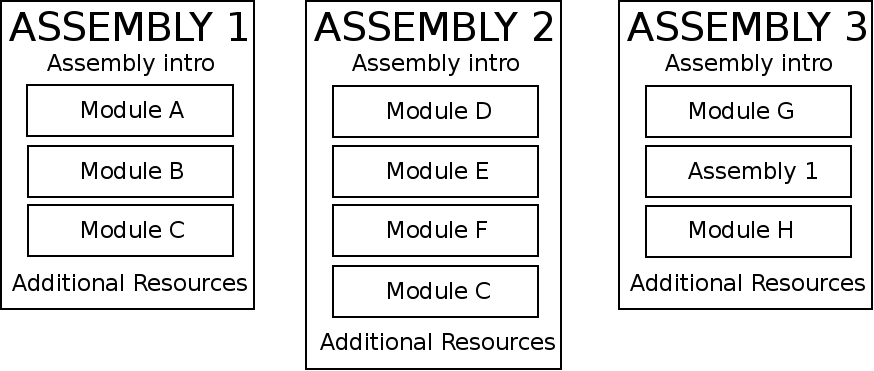 ASSEMBLY 1
Assembly intro
Module A
Module B
Module C
Additional Resources
ASSEMBLY 2
Assembly intro
Module D
Module E
Module F
Module C
Additional Resources
ASSEMBLY 3
Assembly intro
Module G
Assembly 1
Module H
Additional Resources